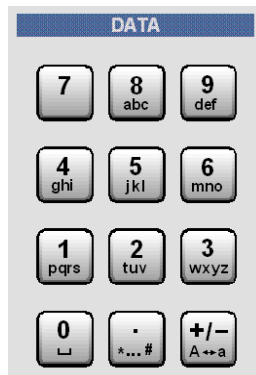 DATA
7 8 9
abc def
4 5 6
ghi jkl mno
1 2 3
pqrs tuv wxyz
0 . +/−
␣ *...# A↔a